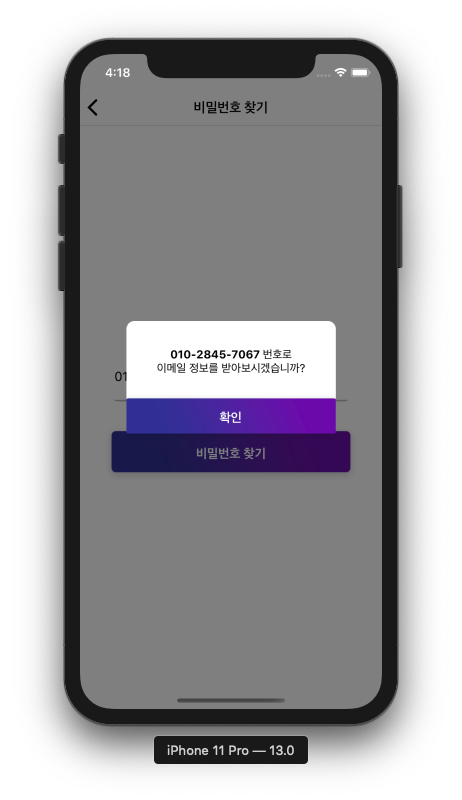 4:18
비밀번호 찾기
010-2845-7067 번호로
이메일 정보를 받아보시겠습니까?
01
확인
비밀번호 찾기
iPhone 11 Pro — 13.0